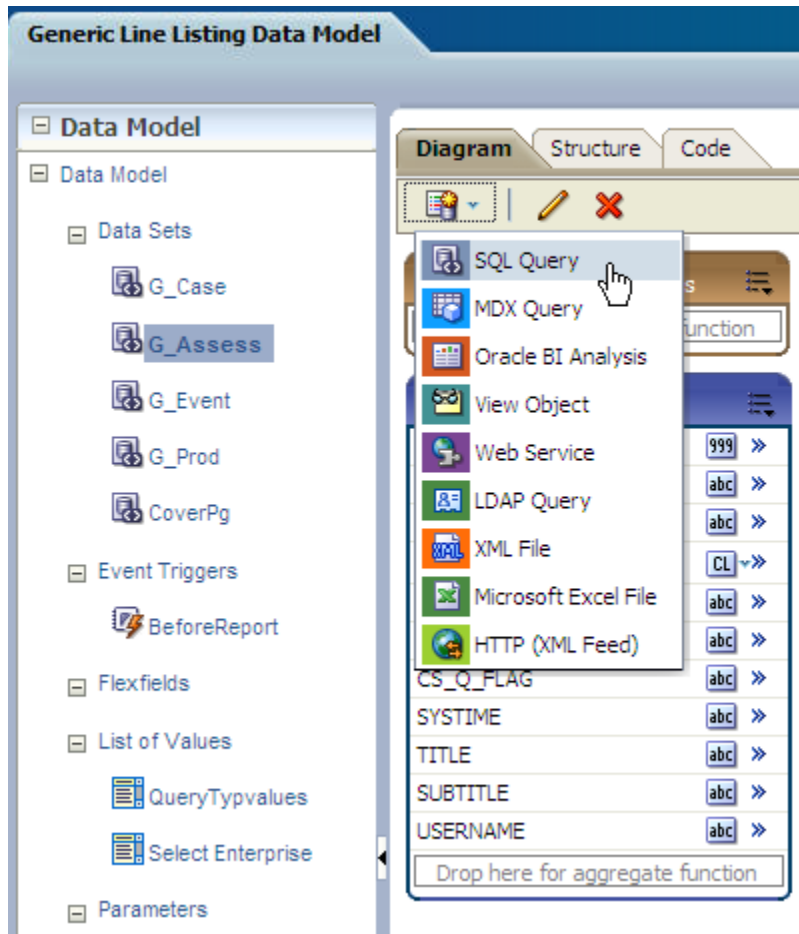 Generic Line Listing Data Model
Data Model
Data Model
Data Sets
G_Case
G_Assess
G_Event
G_Prod
CoverPg
Event Triggers
BeforeReport
Flexfields
List of Values
QueryTypvalues
Select Enterprise
Parameters
Diagram Structure Code
SQL Query
MDX Query
Oracle BI Analysis
View Object
Web Service
LDAP Query
XML File
Microsoft Excel File
HTTP (XML Feed)
s
function
999
abc
abc
CL
abc
abc
CS_Q_FLAG abc
SYSTIME abc
TITLE abc
SUBTITLE abc
USERNAME abc
Drop here for aggregate function